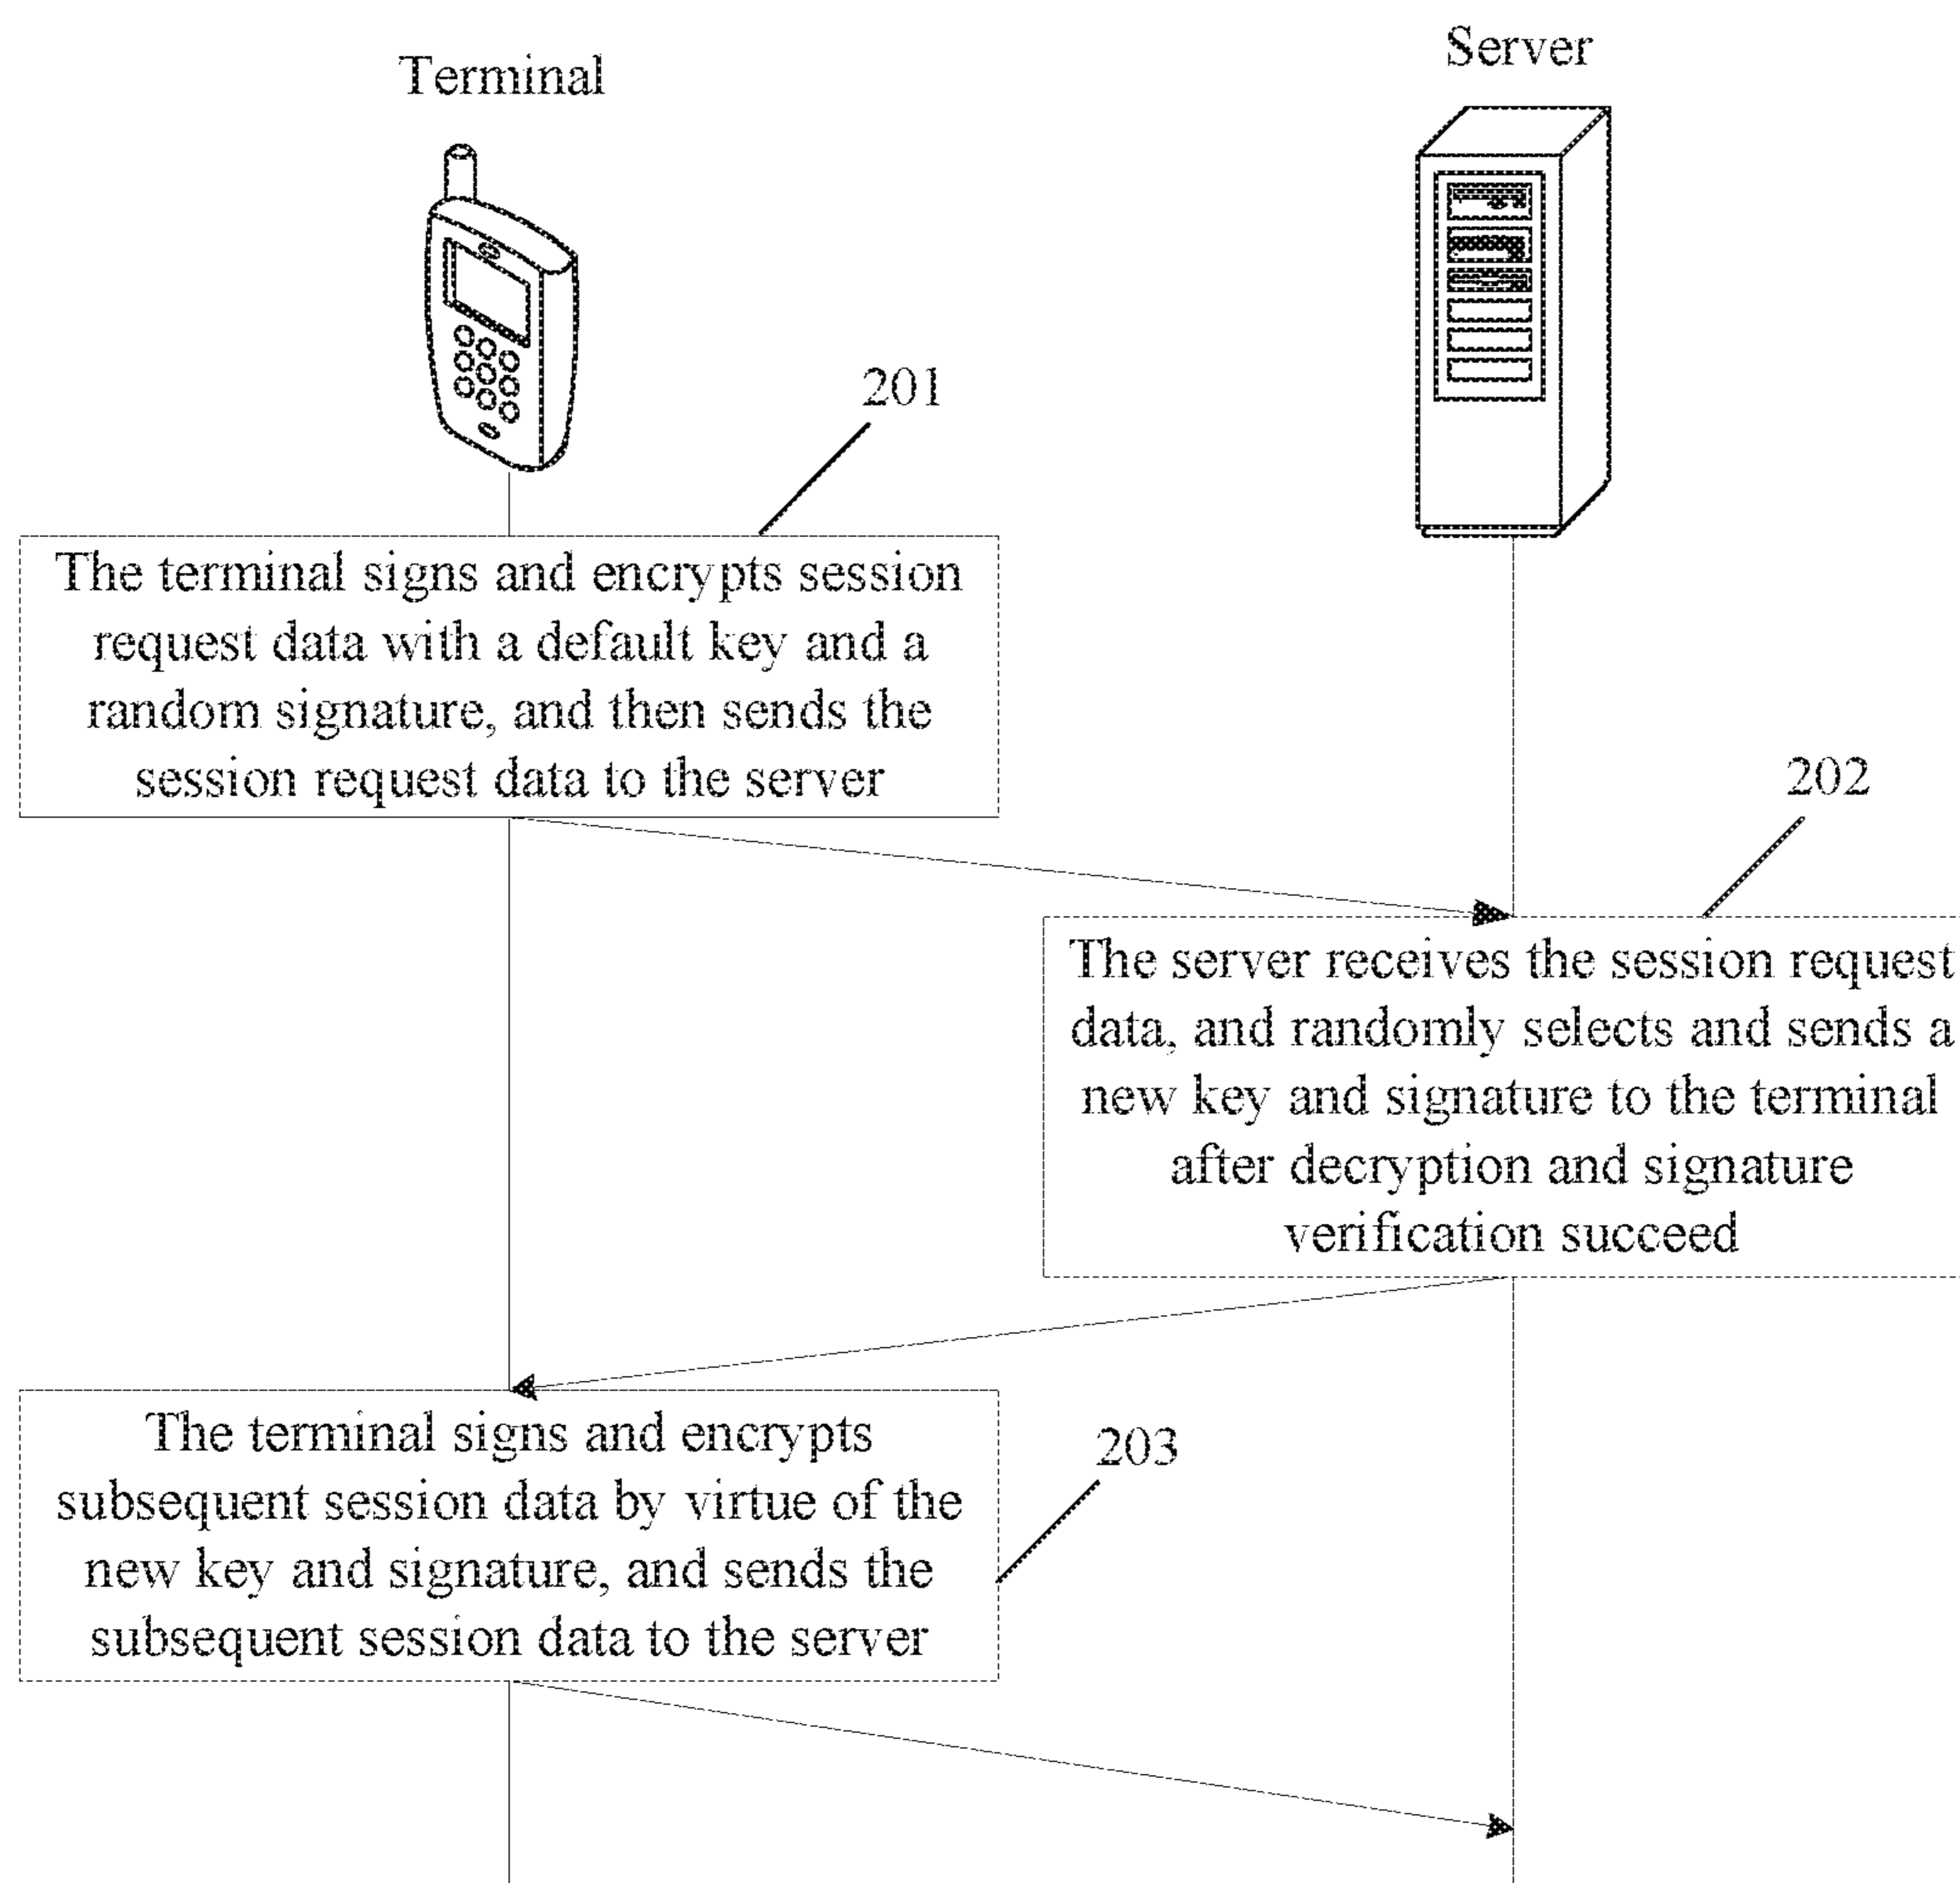 Terminal
Server
201
The terminal signs and encrypts session
request data with a default key and a
random signature, and then sends the
session request data to the server
202
The server receives the session request
data, and randomly selects and sends a
new key and signature to the terminal
after decryption and signature
verification succeed
The terminal signs and encrypts
subsequent session data by virtue of the
new key and signature, and sends the
subsequent session data to the server
203